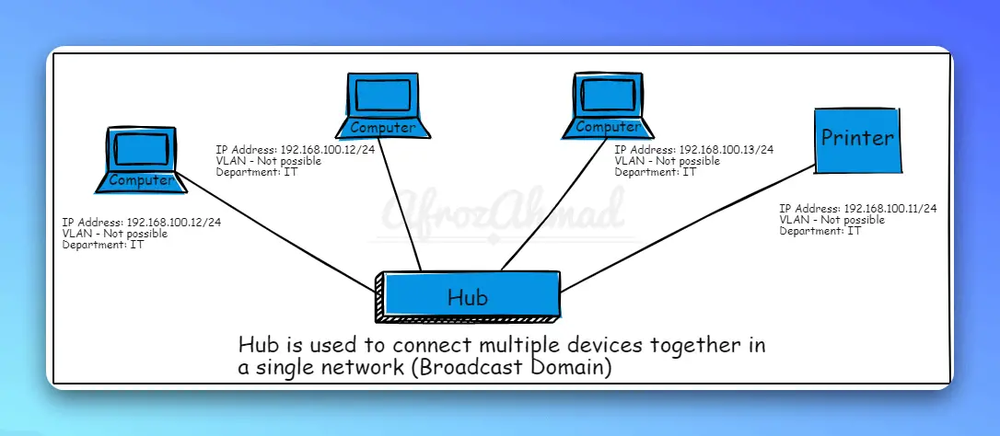 Computer
IP Address: 192.168.100.12/24
VLAN - Not possible
Department: IT
Computer
IP Address: 192.168.100.12/24
VLAN - Not possible
Department: IT
Computer
IP Address: 192.168.100.13/24
VLAN - Not possible
Department: IT
Printer
IP Address: 192.168.100.11/24
VLAN - Not possible
Department: IT
AfrozAhmad
Hub
Hub is used to connect multiple devices together in
a single network (Broadcast Domain)